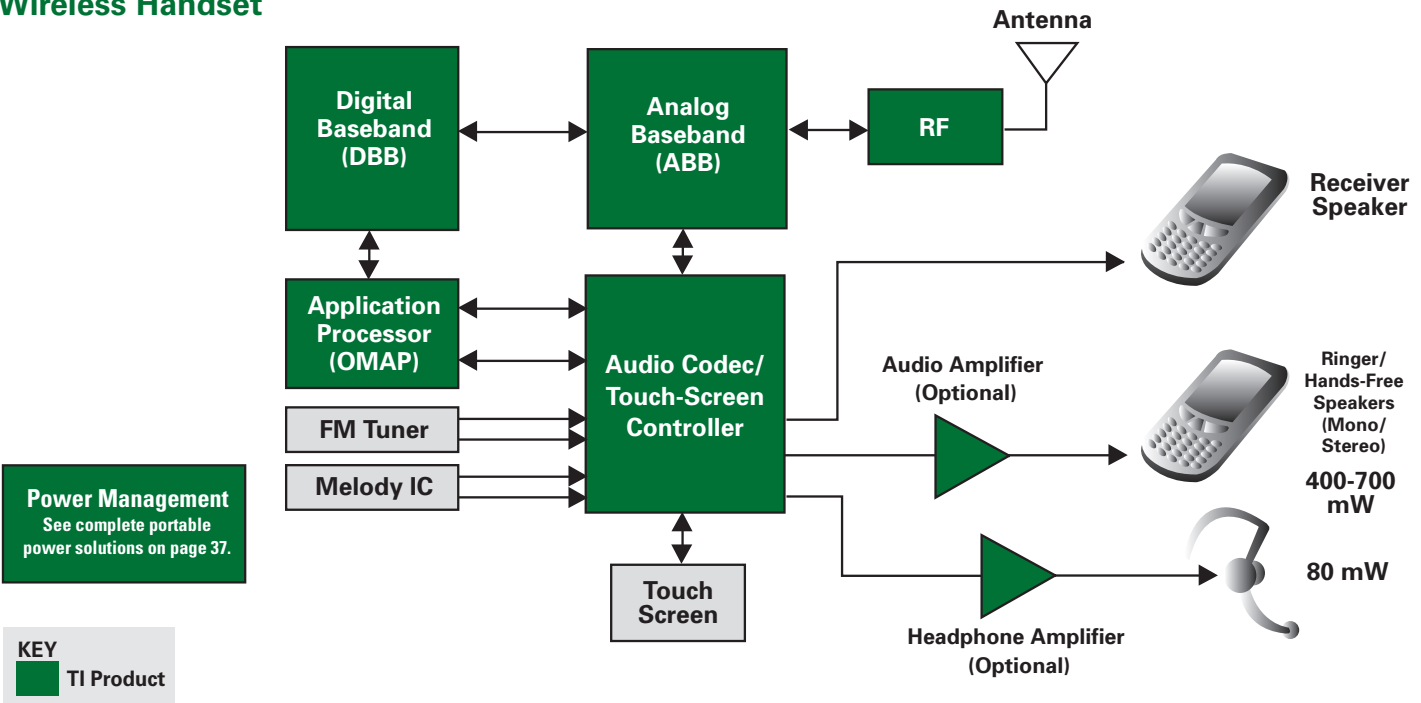 Wireless Handset
Antenna
Digital
Baseband
(DBB)
Analog
Baseband
(ABB)
RF
Receiver
Speaker
Application
Processor
(OMAP)
Audio Codec/
Touch-Screen
Controller
Audio Amplifier
(Optional)
Ringer/
Hands-Free
Speakers
(Mono/
Stereo)
400-700
mW
FM Tuner
Melody IC
Power Management
See complete portable
power solutions on page 37.
Touch
Screen
80 mW
Headphone Amplifier
(Optional)
KEY
TI Product